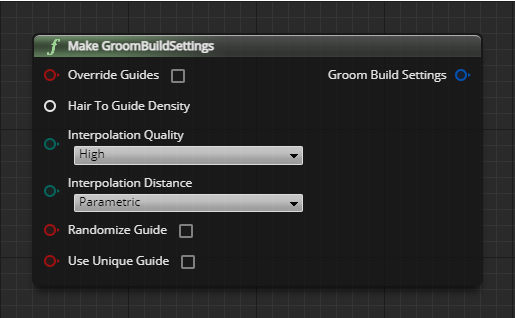 Make GroomBuildSettings
Override Guides
Groom Build Settings
Hair To Guide Density
Interpolation Quality
High
Interpolation Distance
Parametric
Randomize Guide
Use Unique Guide